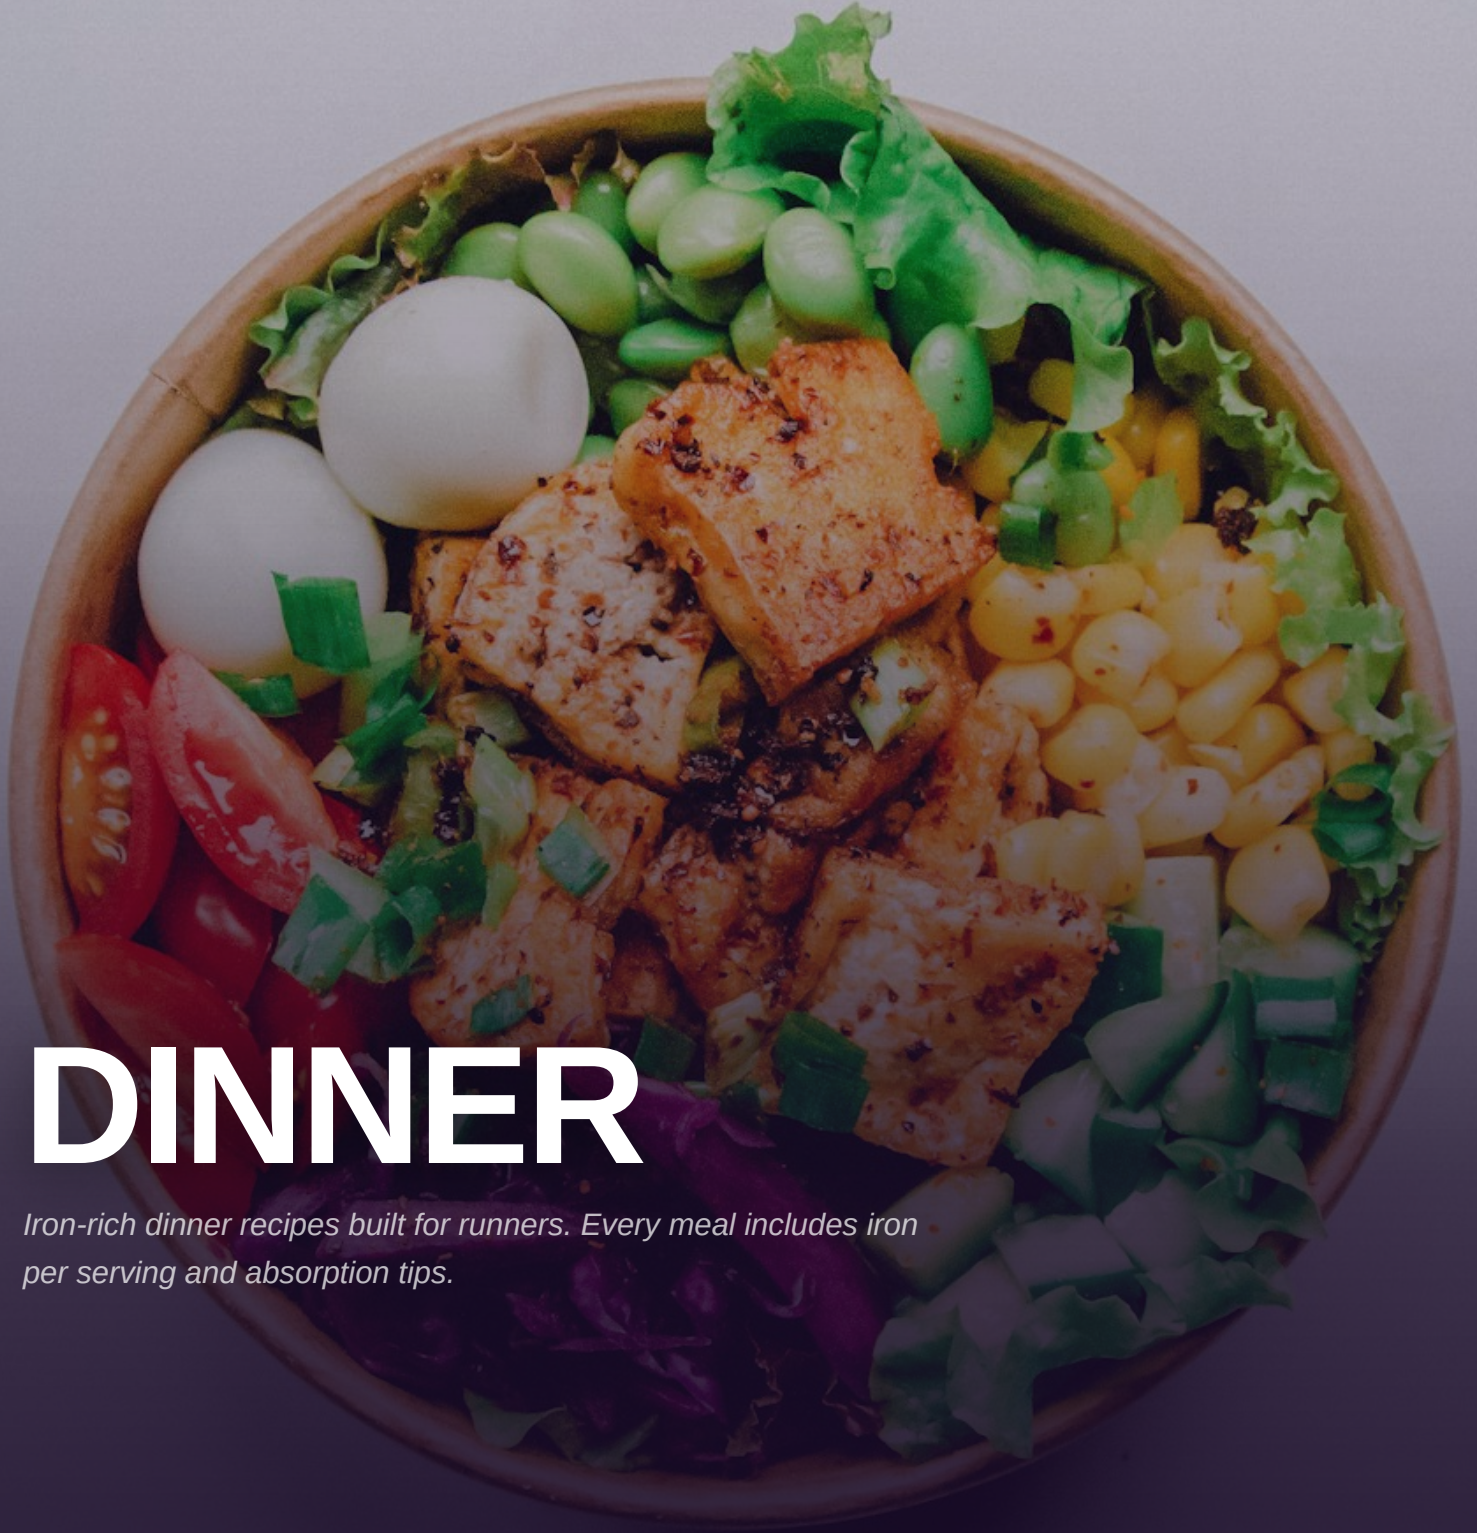 DINNER
Iron-rich dinner recipes built for runners. Every meal includes iron
per serving and absorption tips.